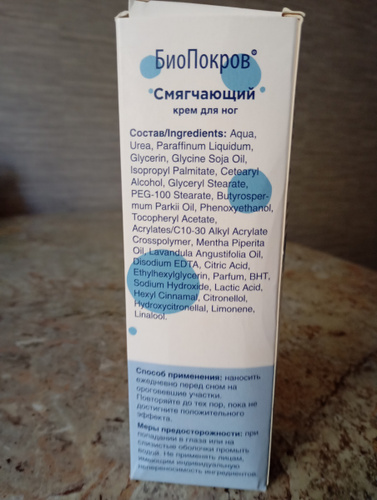 БиоПокров®
Смягчающий
крем для ног
Состав/Ingredients: Aqua,
Urea, Paraffinum Liquidum,
Glycerin, Glycine Soja Oil,
Isopropyl Palmitate, Cetearyl
Alcohol, Glyceryl Stearate,
PEG-100 Stearate, Butyrosper-
mum Parkii Oil, Phenoxyethanol,
Tocopheryl Acetate,
Acrylates/C10-30 Alkyl Acrylate
Crosspolymer, Mentha Piperita
Oil, Lavandula Angustifolia Oil,
Disodium EDTA, Citric Acid,
Ethylhexylglycerin, Parfum, BHT,
Sodium Hydroxide, Lactic Acid,
Hexyl Cinnamal, Citronellol,
Hydroxycitronellal, Limonene,
Linalool.
Способ применения: наносить
ежедневно перед сном на
ороговевшие участки.
Повторяйте до тех пор, пока не
достигните положительного
эффекта.
Меры предосторожности: при
попадании в глаза или на
слизистые оболочки промыть
водой. Не применять лицам,
имеющим индивидуальную
непереносимость ингредиентов.